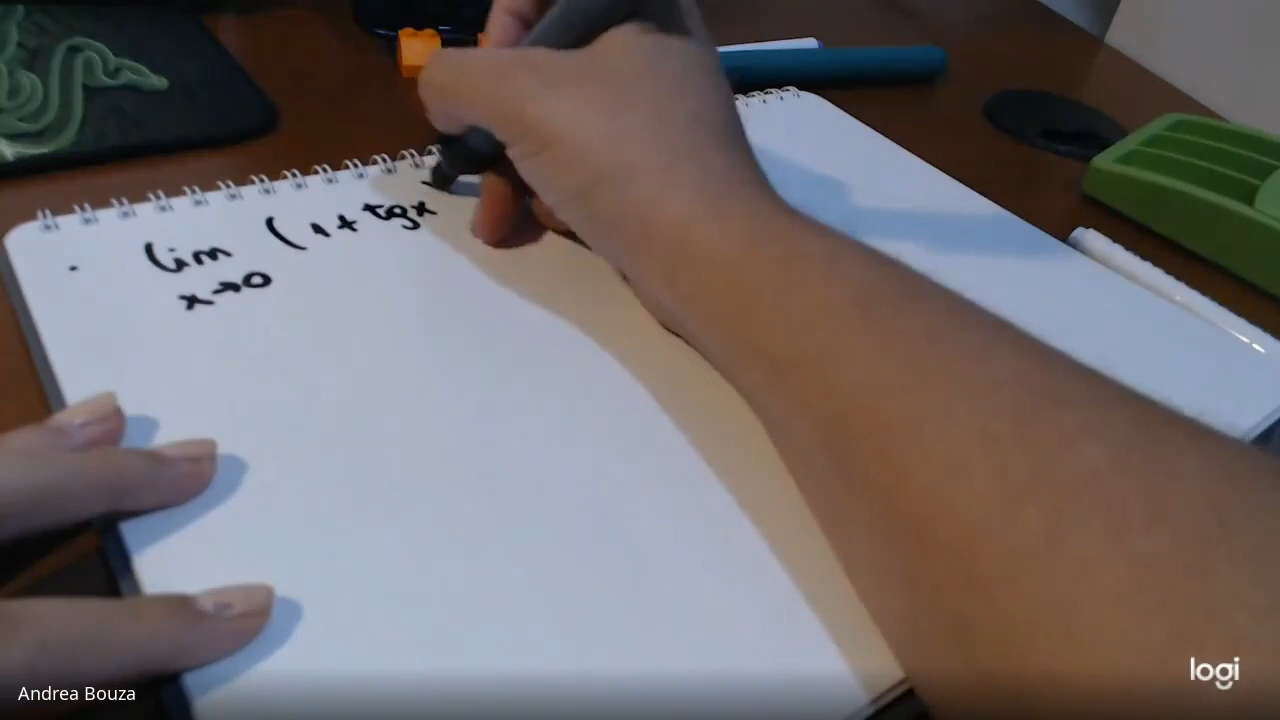 . lim (1 + tgx
x→0
Andrea Bouza
logi